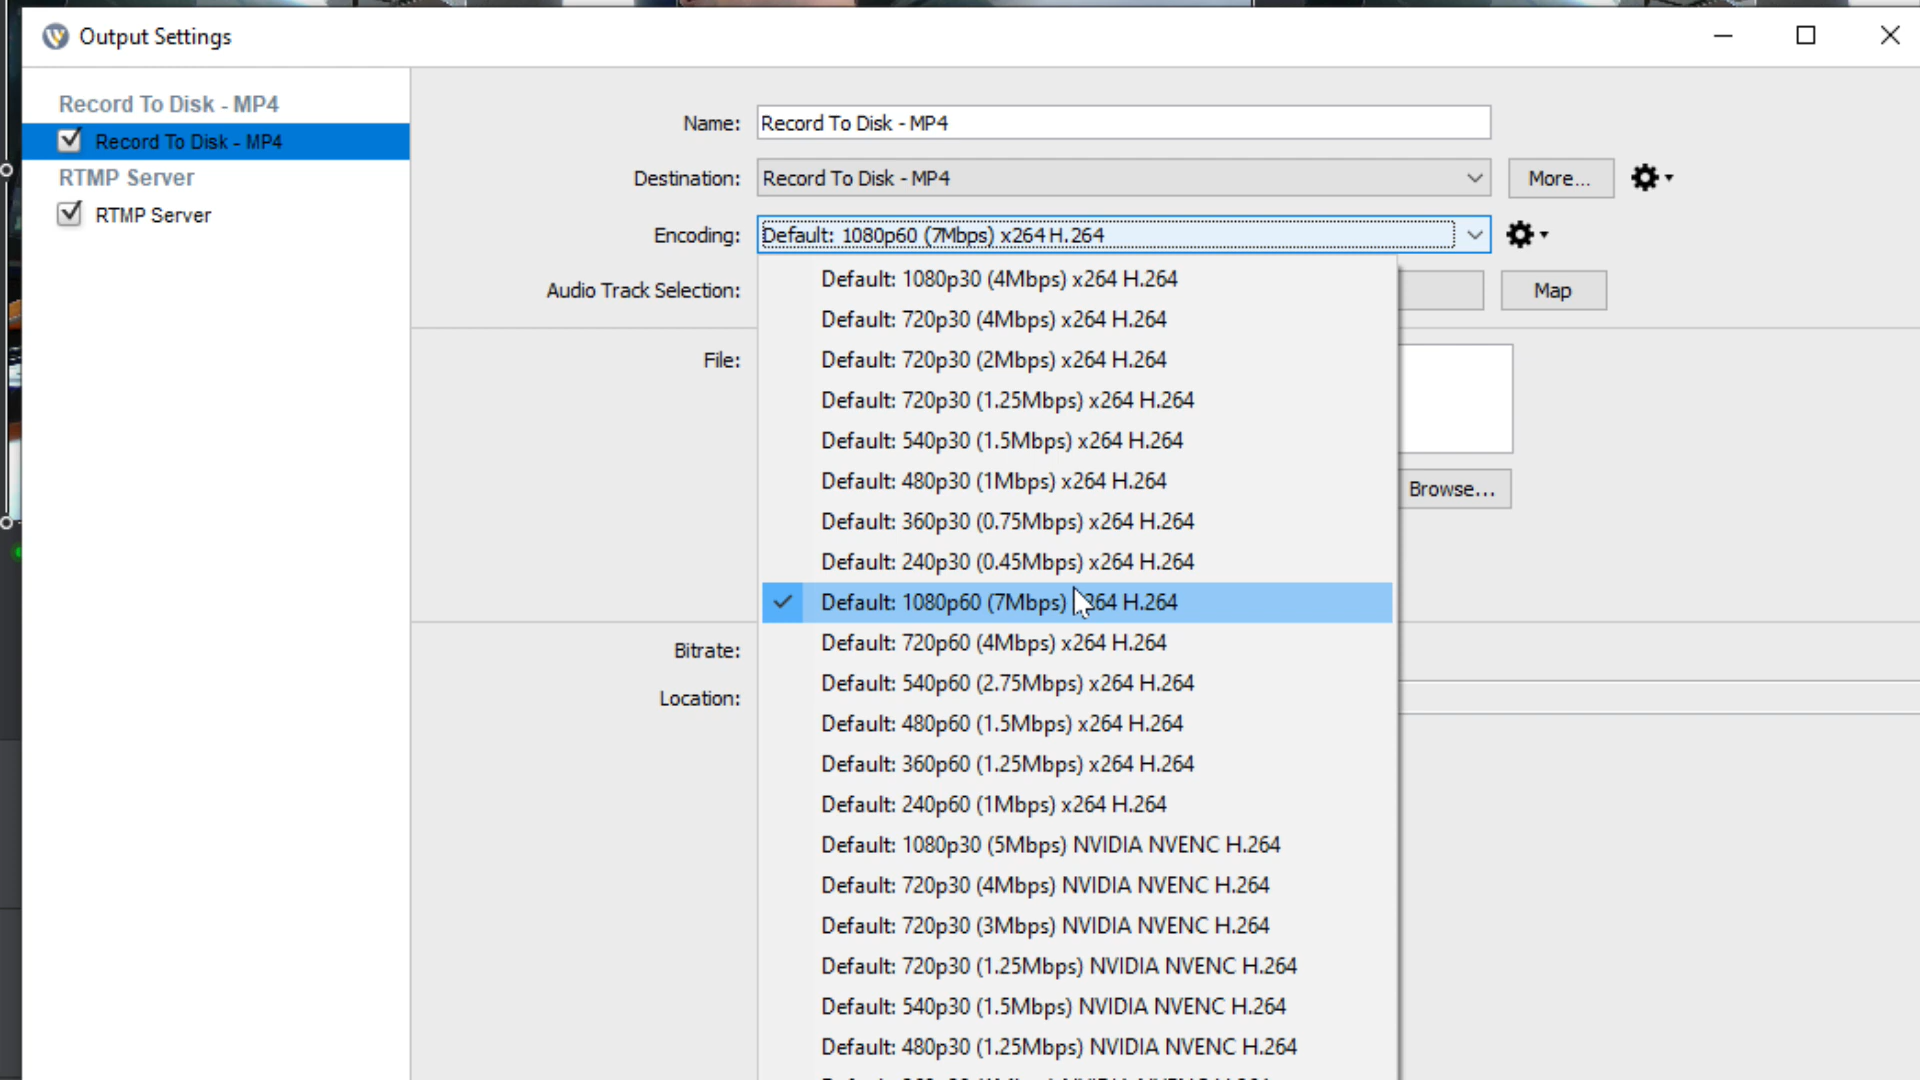 Output Settings
Record To Disk - MP4
Record To Disk - MP4
RTMP Server
RTMP Server
Name: Record To Disk - MP4
Destination: Record To Disk - MP4 More...
Encoding: Default: 1080p60 (7Mbps) x264 H.264
Audio Track Selection: Map
File:
Browse...
Bitrate:
Location:
Default: 1080p30 (4Mbps) x264 H.264
Default: 720p30 (4Mbps) x264 H.264
Default: 720p30 (2Mbps) x264 H.264
Default: 720p30 (1.25Mbps) x264 H.264
Default: 540p30 (1.5Mbps) x264 H.264
Default: 480p30 (1Mbps) x264 H.264
Default: 360p30 (0.75Mbps) x264 H.264
Default: 240p30 (0.45Mbps) x264 H.264
Default: 1080p60 (7Mbps) x264 H.264
Default: 720p60 (4Mbps) x264 H.264
Default: 540p60 (2.75Mbps) x264 H.264
Default: 480p60 (1.5Mbps) x264 H.264
Default: 360p60 (1.25Mbps) x264 H.264
Default: 240p60 (1Mbps) x264 H.264
Default: 1080p30 (5Mbps) NVIDIA NVENC H.264
Default: 720p30 (4Mbps) NVIDIA NVENC H.264
Default: 720p30 (3Mbps) NVIDIA NVENC H.264
Default: 720p30 (1.25Mbps) NVIDIA NVENC H.264
Default: 540p30 (1.5Mbps) NVIDIA NVENC H.264
Default: 480p30 (1.25Mbps) NVIDIA NVENC H.264